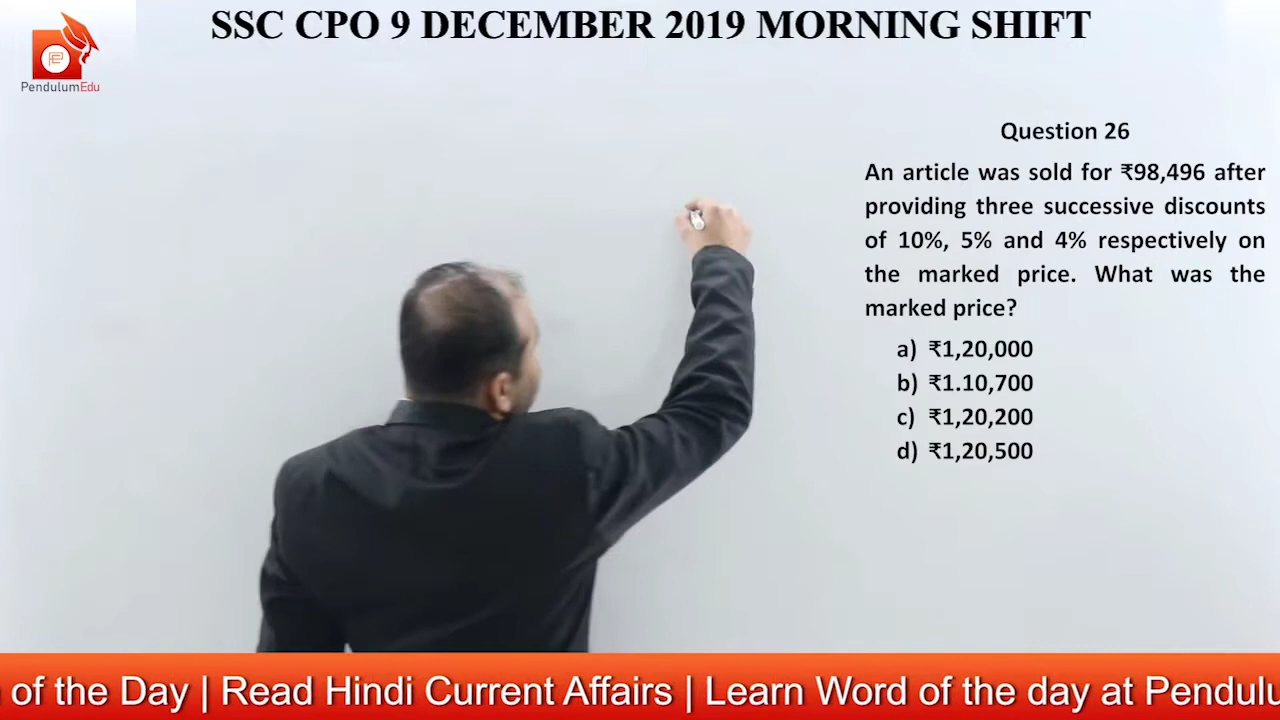 SSC CPO 9 DECEMBER 2019 MORNING SHIFT
PendulumEdu
Question 26
An article was sold for ₹98,496 after
providing three successive discounts
of 10%, 5% and 4% respectively on
the marked price. What was the
marked price?
a) ₹1,20,000
b) ₹1.10,700
c) ₹1,20,200
d) ₹1,20,500
of the Day | Read Hindi Current Affairs | Learn Word of the day at Pendulu